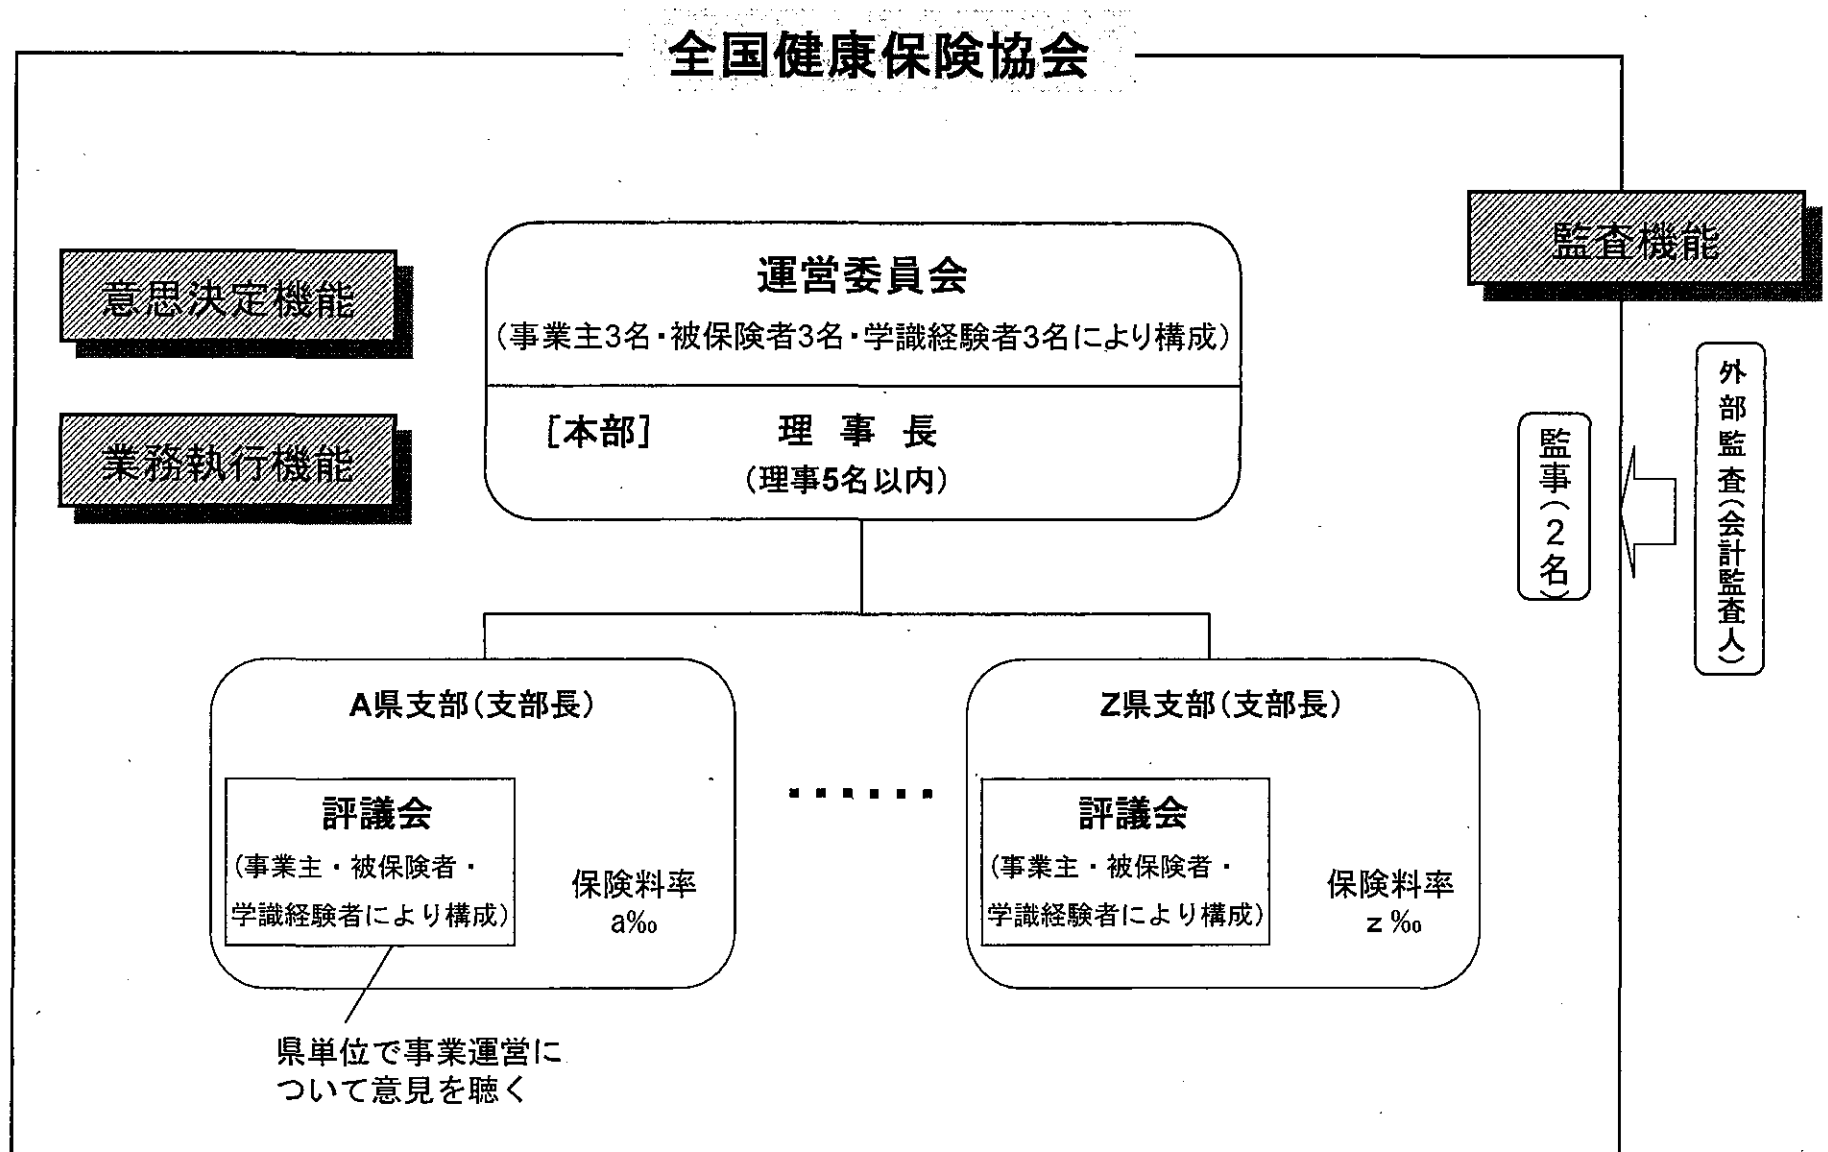 全国健康保険協会
意思決定機能
業務執行機能
運営委員会
(事業主3名・被保険者3名・学識経験者3名により構成)
[本部] 理 事 長
(理事5名以内)
監査機能
監事(2名)
外部監査(会計監査人)
A県支部(支部長)
評議会
(事業主・被保険者・
学識経験者により構成)
保険料率
a‰
県単位で事業運営に
ついて意見を聴く
Z県支部(支部長)
評議会
(事業主・被保険者・
学識経験者により構成)
保険料率
z‰